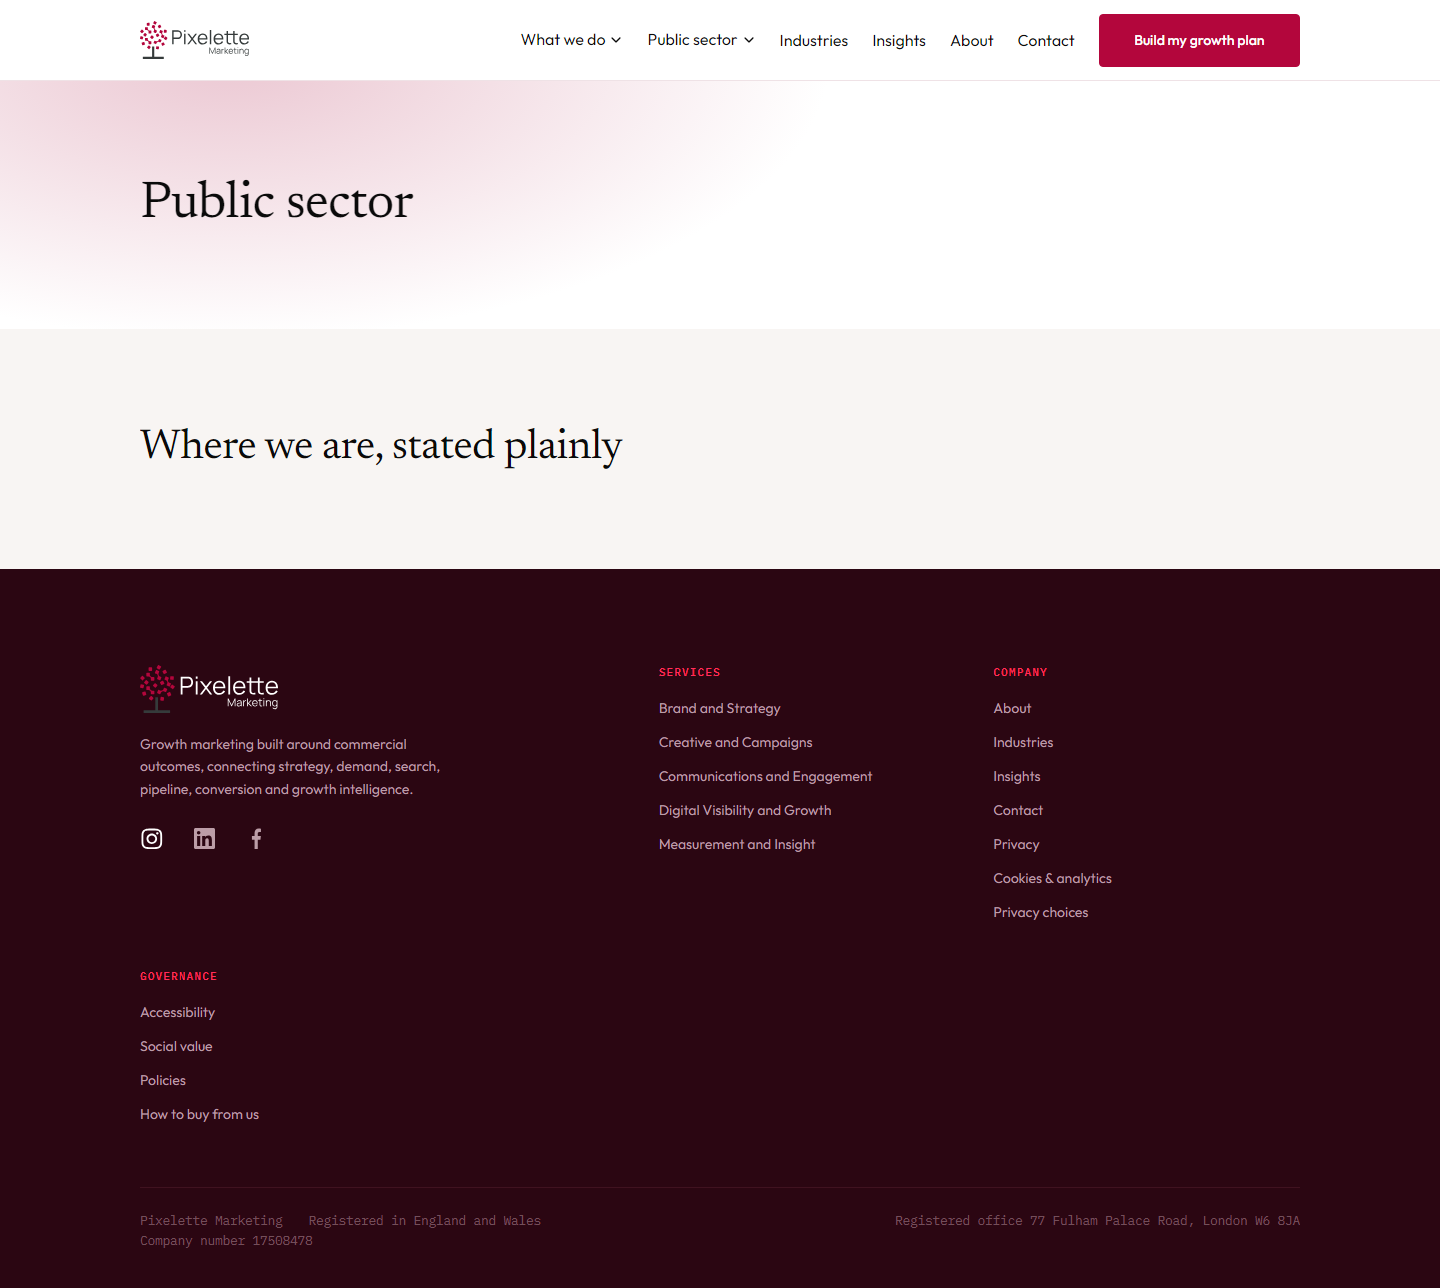 Pixelette
Marketing
What we do
Public sector
Industries
Insights
About
Contact
Build my growth plan
Public sector
Where we are, stated plainly
Pixelette
Marketing
Growth marketing built around commercial
outcomes, connecting strategy, demand, search,
pipeline, conversion and growth intelligence.
SERVICES
Brand and Strategy
Creative and Campaigns
Communications and Engagement
Digital Visibility and Growth
Measurement and Insight
COMPANY
About
Industries
Insights
Contact
Privacy
Cookies & analytics
Privacy choices
GOVERNANCE
Accessibility
Social value
Policies
How to buy from us
Pixelette Marketing Registered in England and Wales
Company number 17508478
Registered office 77 Fulham Palace Road, London W6 8JA